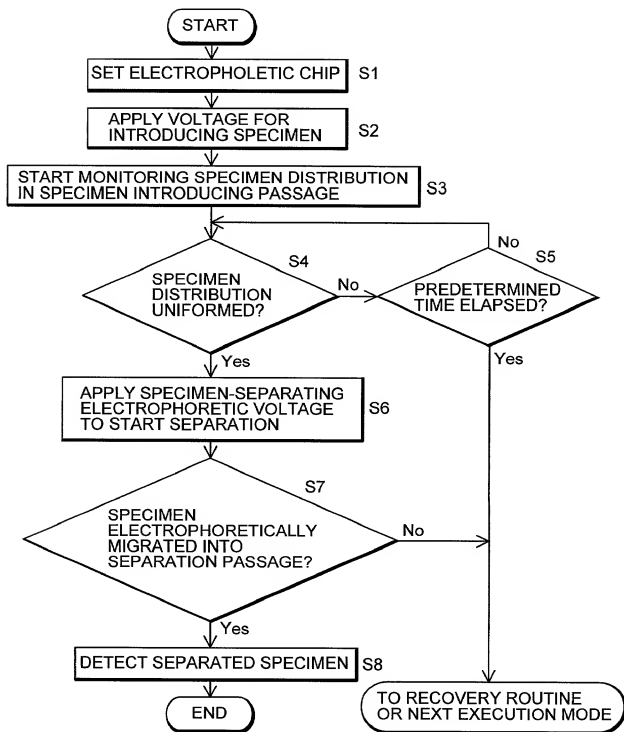 START
SET ELECTROPHOLETIC CHIP
S1
APPLY VOLTAGE FOR
INTRODUCING SPECIMEN
S2
START MONITORING SPECIMEN DISTRIBUTION
IN SPECIMEN INTRODUCING PASSAGE
S3
S4
SPECIMEN
DISTRIBUTION
UNIFORMED?
No
Yes
No
S5
PREDETERMINED
TIME ELAPSED?
Yes
APPLY SPECIMEN-SEPARATING
ELECTROPHORETIC VOLTAGE
TO START SEPARATION
S6
S7
SPECIMEN
ELECTROPHORETICALLY
MIGRATED INTO
SEPARATION PASSAGE?
No
Yes
DETECT SEPARATED SPECIMEN
S8
END
TO RECOVERY ROUTINE
OR NEXT EXECUTION MODE